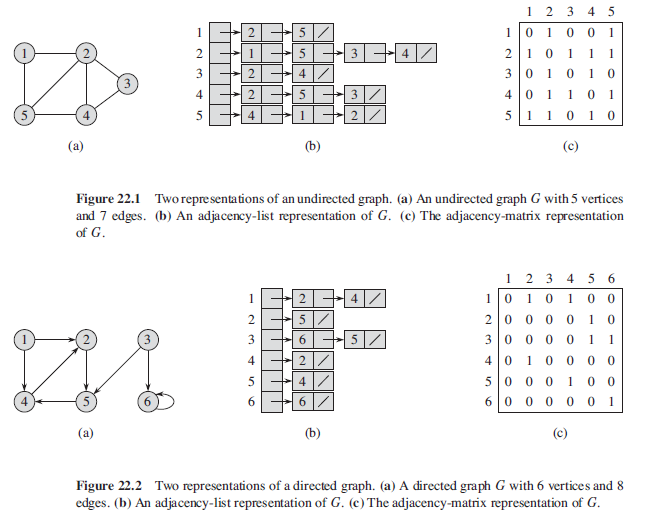 1 2 3 4 5
1 2 5 / 1 0 1 0 0 1
1 2 2 1 5 3 4 / 2 1 0 1 1 1
3 3 2 4 / 3 0 1 0 1 0
4 2 5 3 / 4 0 1 1 0 1
5 4 5 4 1 2 / 5 1 1 0 1 0
(a) (b) (c)
Figure 22.1 Two representations of an undirected graph. (a) An undirected graph G with 5 vertices
and 7 edges. (b) An adjacency-list representation of G. (c) The adjacency-matrix representation
of G.
1 2 3 4 5 6
1 2 4 / 1 0 1 0 1 0 0
2 5 / 2 0 0 0 0 1 0
1 2 3 3 6 5 / 3 0 0 0 0 1 1
4 2 / 4 0 1 0 0 0 0
5 4 / 5 0 0 0 1 0 0
4 5 6 6 6 / 6 0 0 0 0 0 1
(a) (b) (c)
Figure 22.2 Two representations of a directed graph. (a) A directed graph G with 6 vertices and 8
edges. (b) An adjacency-list representation of G. (c) The adjacency-matrix representation of G.